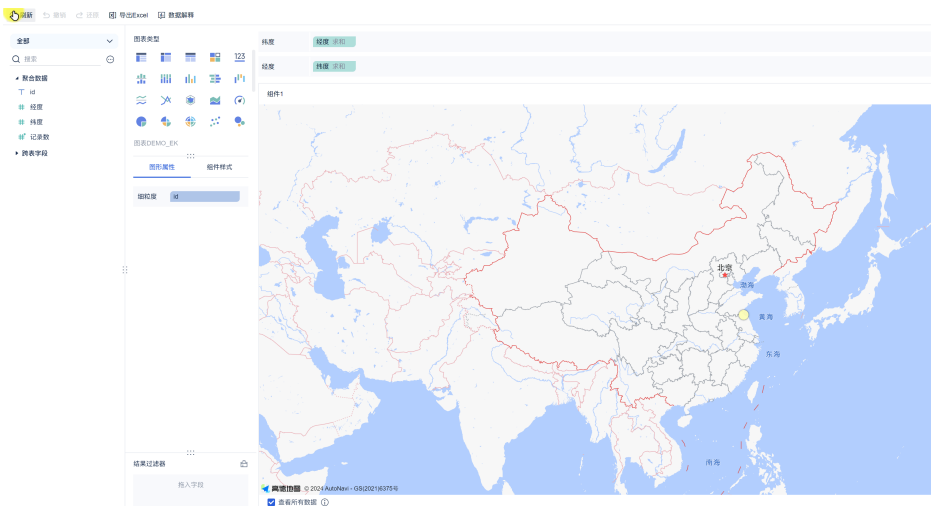 刷新 撤销 还原 导出Excel 数据解释
全部
搜索
聚合数据
id
经度
纬度
记录数
跨表字段
图表类型
123
图表DEMO_EK
图形属性 组件样式
细粒度 id
结果过滤器
拖入字段
纬度 经度 求和
经度 纬度 求和
组件1
北京
渤海
黄海
东海
南海
高德地图 © 2024 AutoNavi - GS(2021)6375号
查看所有数据